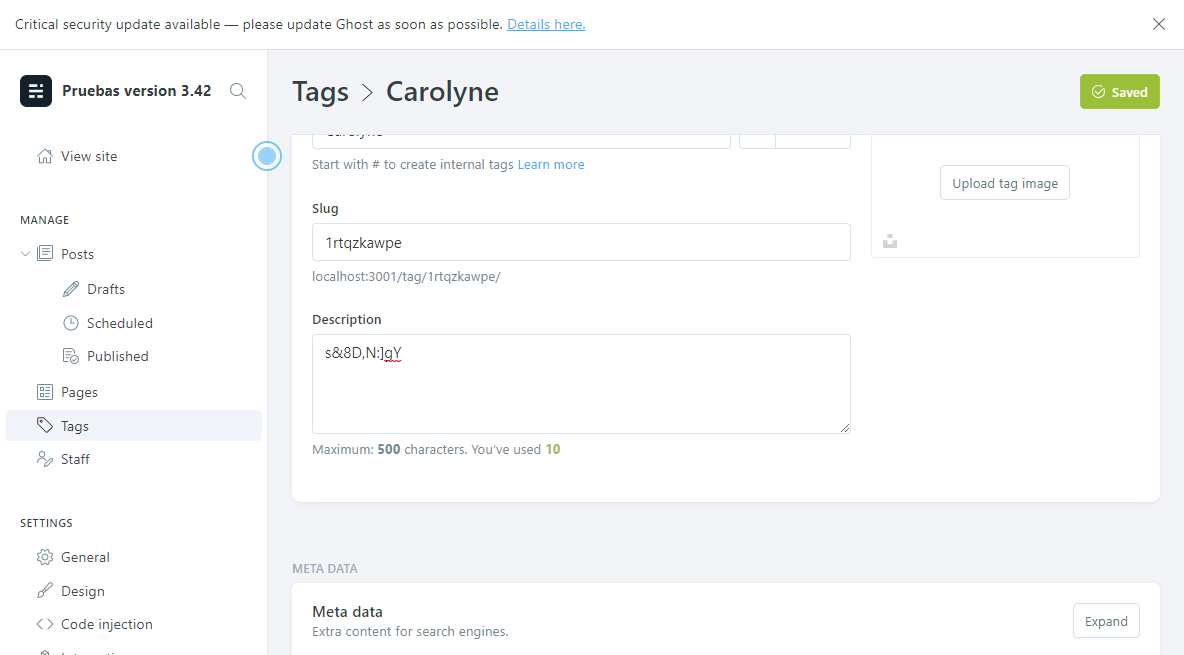 Critical security update available — please update Ghost as soon as possible. Details here.
Pruebas version 3.42
Tags > Carolyne
Saved
View site
Start with # to create internal tags Learn more
Upload tag image
Slug
MANAGE
1rtqzkawpe
Posts
localhost:3001/tag/1rtqzkawpe/
Drafts
Description
Scheduled
s&8D,N:]gY
Published
Pages
Tags
Maximum: 500 characters. You've used 10
Staff
SETTINGS
General
META DATA
Design
Meta data
Expand
Code injection
Extra content for search engines.